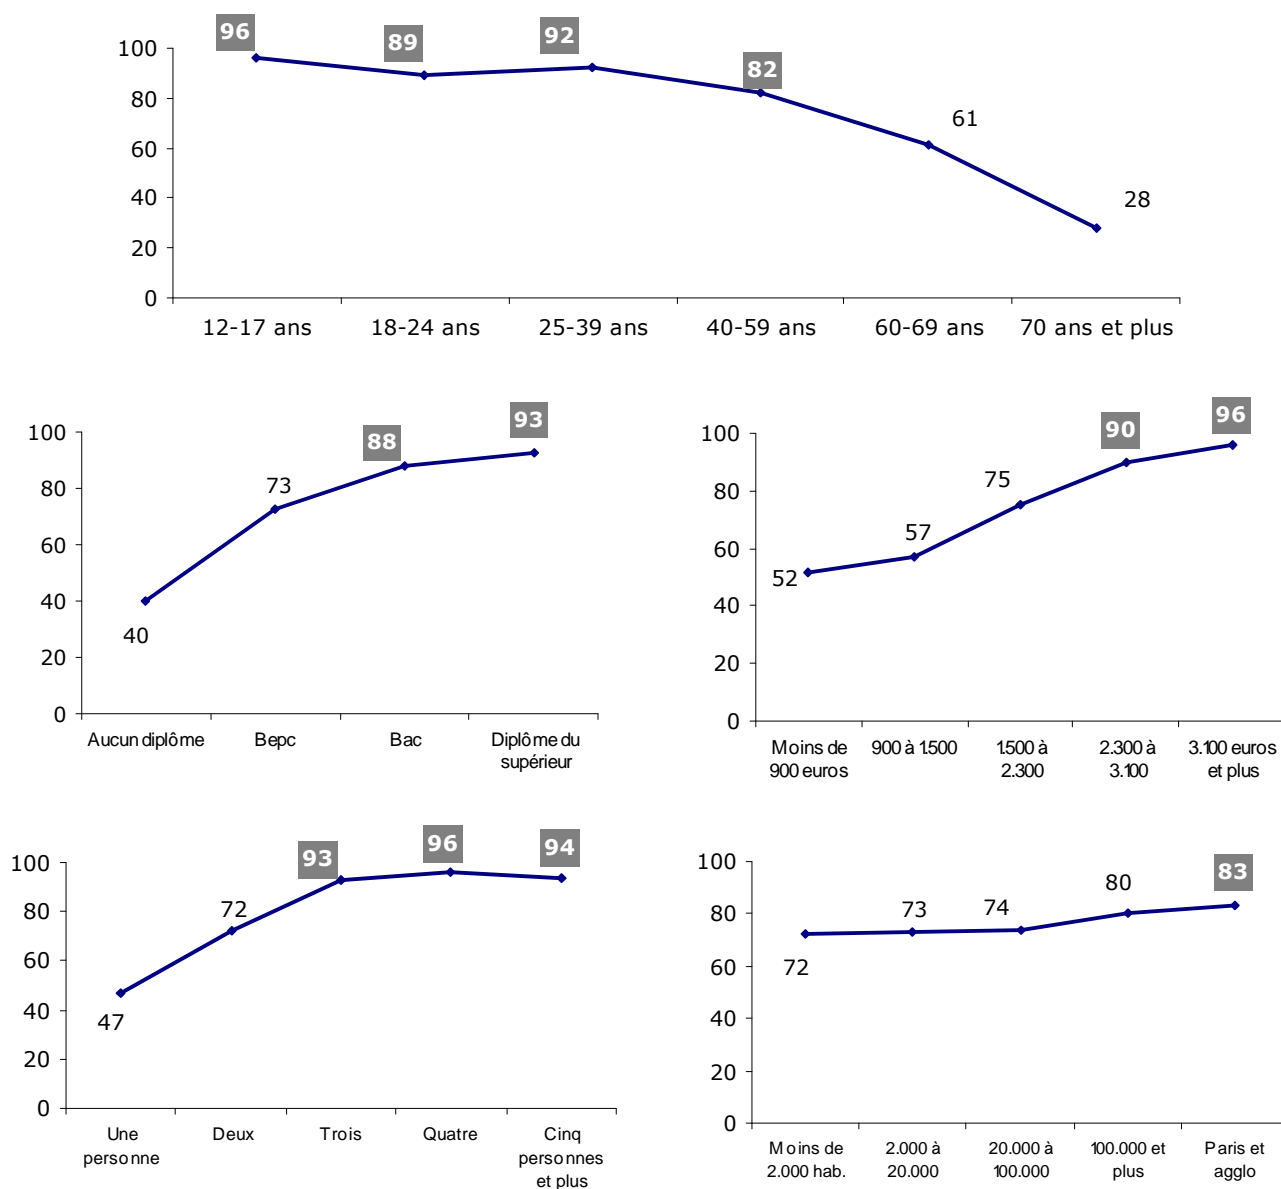 96
89
92
82
61
28
100
80
60
40
20
0
12-17 ans
18-24 ans
25-39 ans
40-59 ans
60-69 ans
70 ans et plus
100
80
60
40
20
0
40
73
88
93
Aucun diplôme
Bepc
Bac
Diplôme du
supérieur
100
80
60
40
20
0
52
57
75
90
96
Moins de
900 euros
900 à 1.500
1.500 à
2.300
2.300 à
3.100
3.100 euros
et plus
100
80
60
40
20
0
47
72
93
96
94
Une
personne
Deux
Trois
Quatre
Cinq
personnes
et plus
100
80
60
40
20
0
72
73
74
80
83
Moins de
2.000 hab.
2.000 à
20.000
20.000 à
100.000
100.000 et
plus
Paris et
agglo